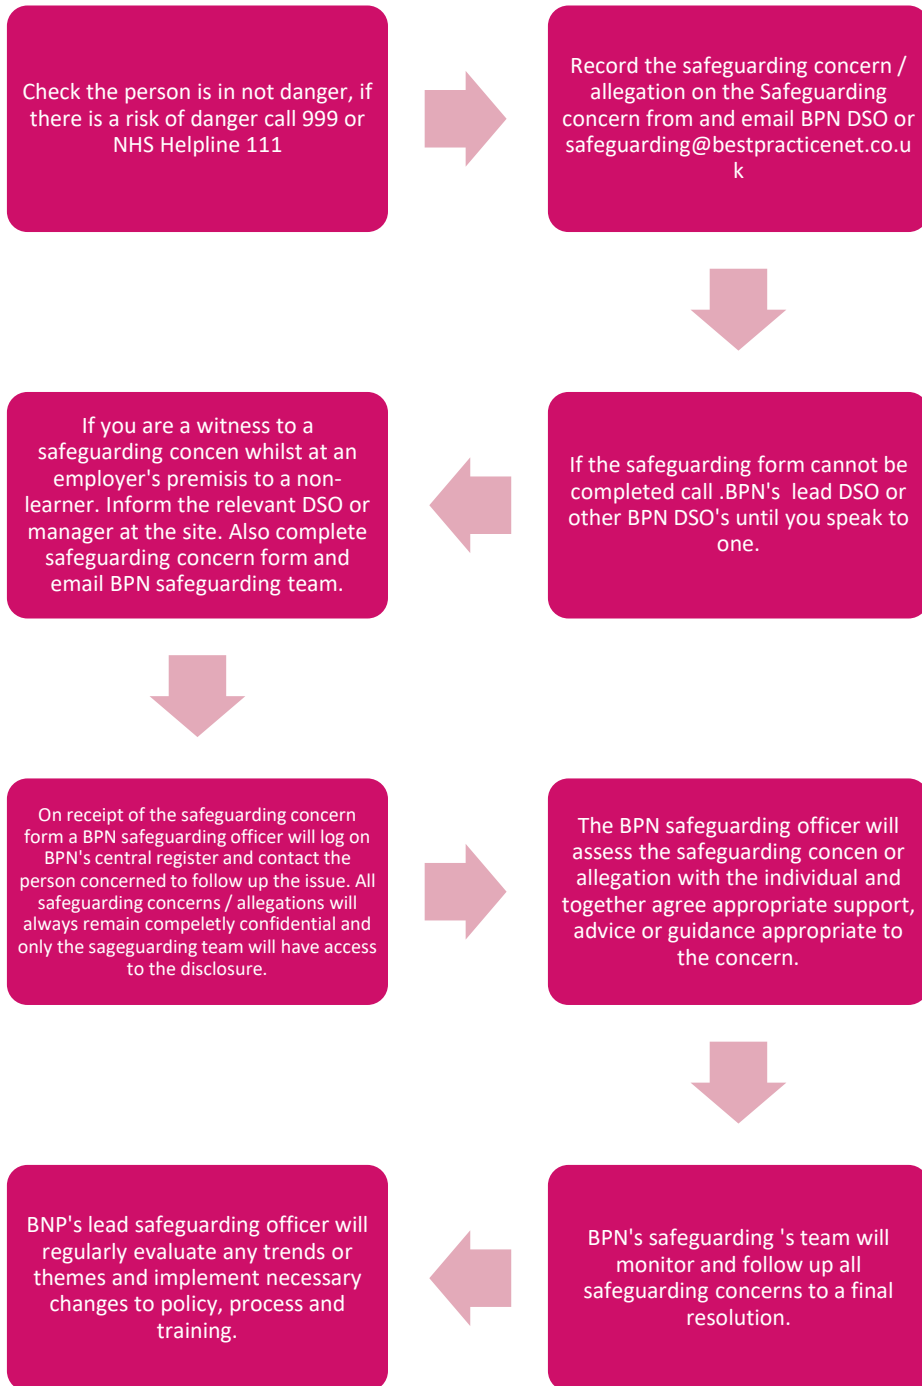 Check the person is in not danger, if
there is a risk of danger call 999 or
NHS Helpline 111
Record the safeguarding concern /
allegation on the Safeguarding
concern from and email BPN DSO or
safeguarding@bestpracticenet.co.u
k
If the safeguarding form cannot be
completed call .BPN's lead DSO or
other BPN DSO's until you speak to
one.
If you are a witness to a
safeguarding concen whilst at an
employer's premisis to a non-
learner. Inform the relevant DSO or
manager at the site. Also complete
safeguarding concern form and
email BPN safeguarding team.
On receipt of the safeguarding concern
form a BPN safeguarding officer will log on
BPN's central register and contact the
person concerned to follow up the issue. All
safeguarding concerns / allegations will
always remain compeletly confidential and
only the sageguarding team will have access
to the disclosure.
The BPN safeguarding officer will
assess the safeguarding concen or
allegation with the individual and
together agree appropriate support,
advice or guidance appropriate to
the concern.
BPN's safeguarding 's team will
monitor and follow up all
safeguarding concerns to a final
resolution.
BNP's lead safeguarding officer will
regularly evaluate any trends or
themes and implement necessary
changes to policy, process and
training.